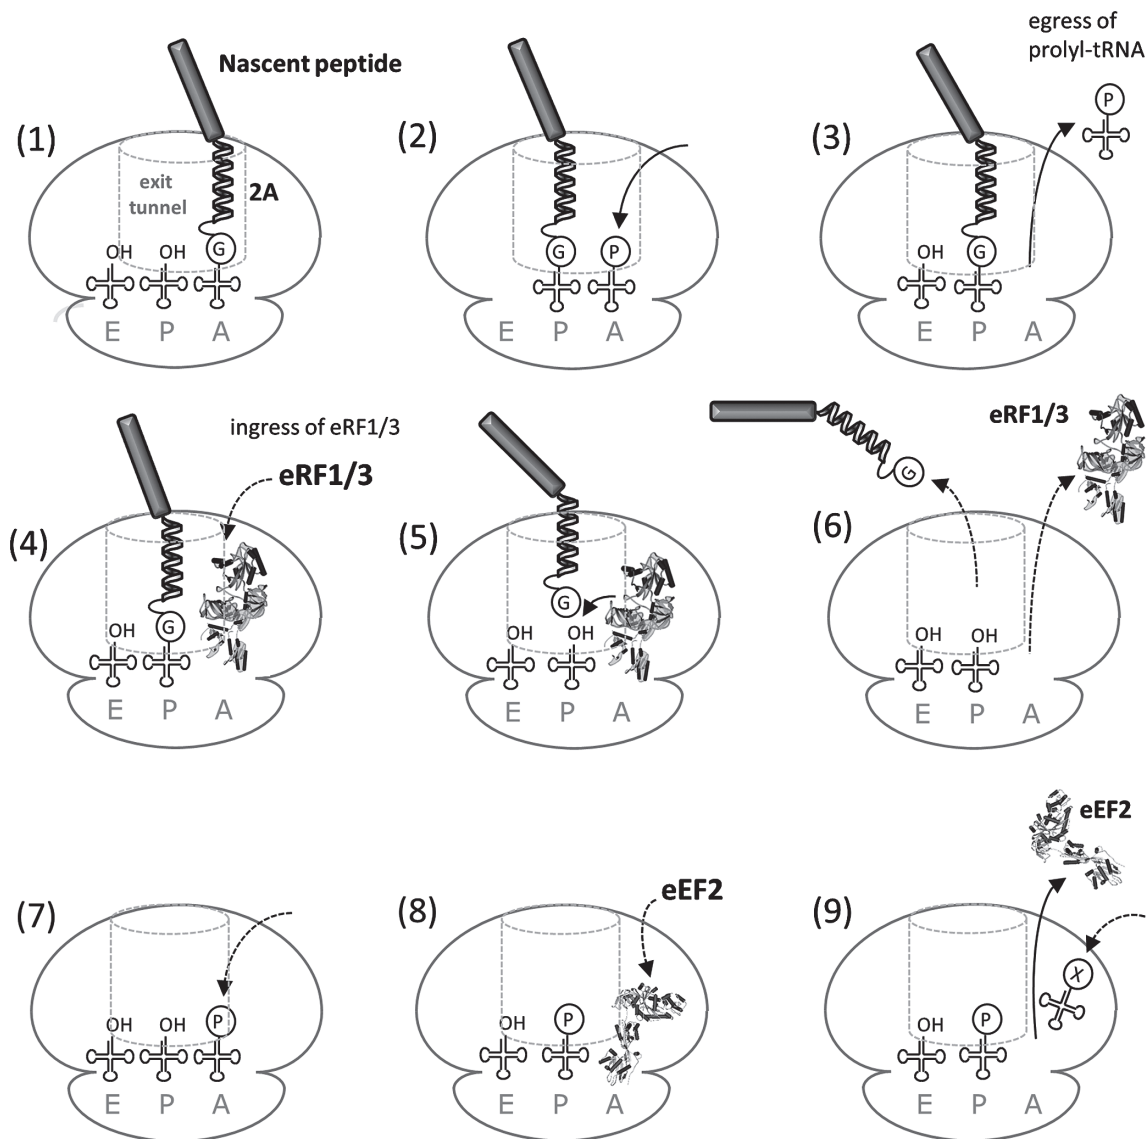 egress of
prolyl-tRNA
P
Nascent peptide
(1)
exit
tunnel
2A
OH
OH
G
E P A
(2)
G
P
E P A
(3)
OH
G
E P A
ingress of eRF1/3
eRF1/3
(4)
OH
G
E P A
(5)
G
OH
OH
E P A
eRF1/3
G
(6)
OH
OH
E P A
(7)
OH
OH
P
E P A
eEF2
(8)
OH
P
E P A
eEF2
(9)
X
OH
P
E P A